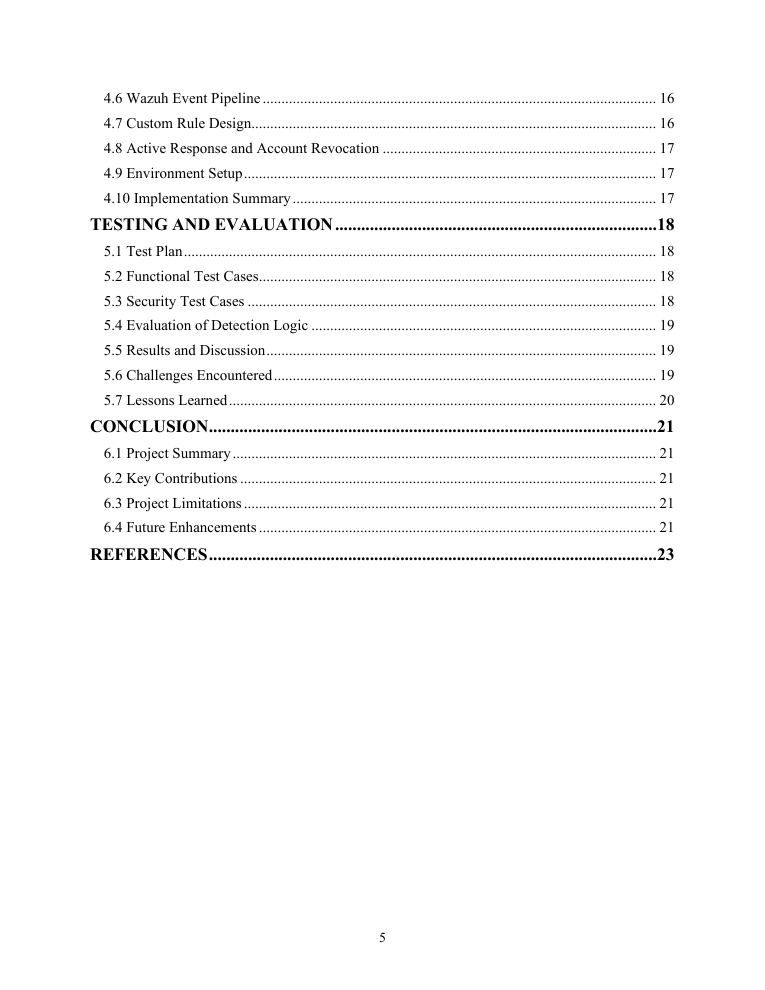 4.6 Wazuh Event Pipeline ........................................................................................................ 16
4.7 Custom Rule Design........................................................................................................... 16
4.8 Active Response and Account Revocation ........................................................................ 17
4.9 Environment Setup............................................................................................................. 17
4.10 Implementation Summary................................................................................................ 17
TESTING AND EVALUATION..........................................................................18
5.1 Test Plan............................................................................................................................. 18
5.2 Functional Test Cases......................................................................................................... 18
5.3 Security Test Cases ............................................................................................................ 18
5.4 Evaluation of Detection Logic ........................................................................................... 19
5.5 Results and Discussion....................................................................................................... 19
5.6 Challenges Encountered..................................................................................................... 19
5.7 Lessons Learned................................................................................................................. 20
CONCLUSION.......................................................................................................21
6.1 Project Summary................................................................................................................ 21
6.2 Key Contributions .............................................................................................................. 21
6.3 Project Limitations ............................................................................................................. 21
6.4 Future Enhancements ......................................................................................................... 21
REFERENCES.......................................................................................................23
5